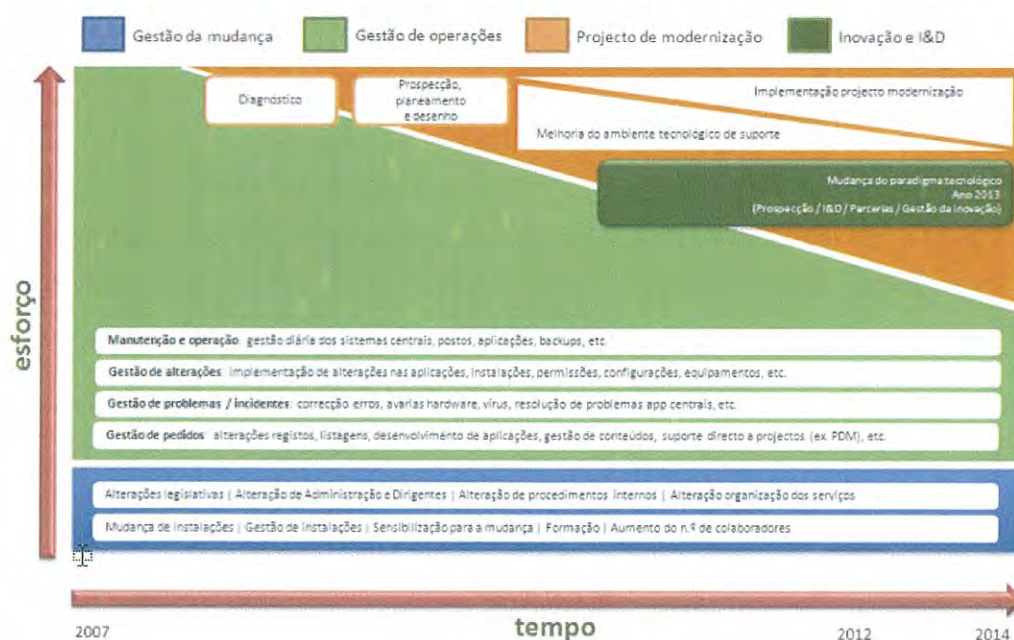 Gestão da mudança
Gestão de operações
Projecto de modernização
Inovação e I&D
Diagnóstico
Prospecção,
planeamento
e desenho
Implementação projecto modernização
Melhoria do ambiente tecnológico de suporte
Mudança do paradigma tecnológico
Ano 2013
(Prospecção / I&D / Parcerias / Gestão da Inovação)
esforço
Manutenção e operação: gestão diária dos sistemas centrais, postos, aplicações, backups, etc.
Gestão de alterações: implementação de alterações nas aplicações, instalações, permissões, configurações, equipamentos, etc.
Gestão de problemas / incidentes: correcção erros, avarias hardware, vírus, resolução de problemas app centrais, etc.
Gestão de pedidos: alterações registos, listagens, desenvolvimento de aplicações, gestão de conteúdos, suporte directo a projectos (ex. PDM), etc.
Alterações legislativas | Alteração de Administração e Dirigentes | Alteração de procedimentos internos | Alteração organização dos serviços
Mudança de instalações | Gestão de instalações | Sensibilização para a mudança | Formação | Aumento do n.º de colaboradores
2007
tempo
2012
2014